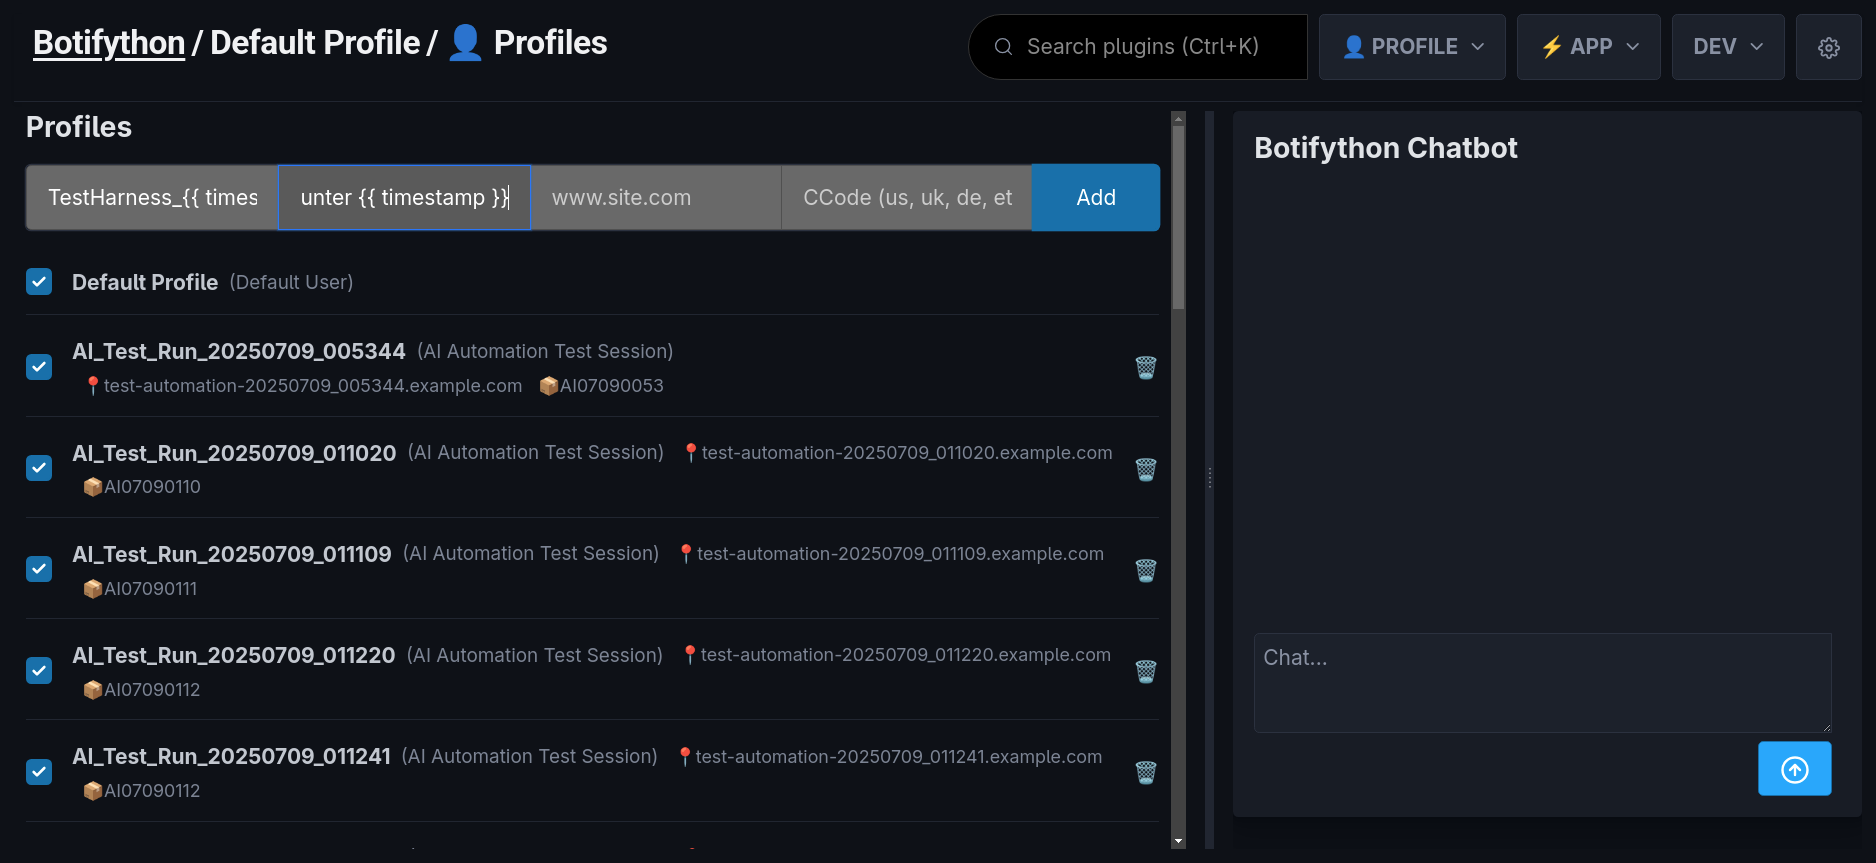 Botifython / Default Profile / 👤 Profiles
Search plugins (Ctrl+K)
👤 PROFILE
⚡ APP
DEV
Profiles
TestHarness_{{ times
unter {{ timestamp }}
www.site.com
CCode (us, uk, de, et
Add
Default Profile (Default User)
AI_Test_Run_20250709_005344 (AI Automation Test Session)
📍test-automation-20250709_005344.example.com 📦AI07090053
AI_Test_Run_20250709_011020 (AI Automation Test Session) 📍test-automation-20250709_011020.example.com
📦AI07090110
AI_Test_Run_20250709_011109 (AI Automation Test Session) 📍test-automation-20250709_011109.example.com
📦AI07090111
AI_Test_Run_20250709_011220 (AI Automation Test Session) 📍test-automation-20250709_011220.example.com
📦AI07090112
AI_Test_Run_20250709_011241 (AI Automation Test Session) 📍test-automation-20250709_011241.example.com
📦AI07090112
Botifython Chatbot
Chat...